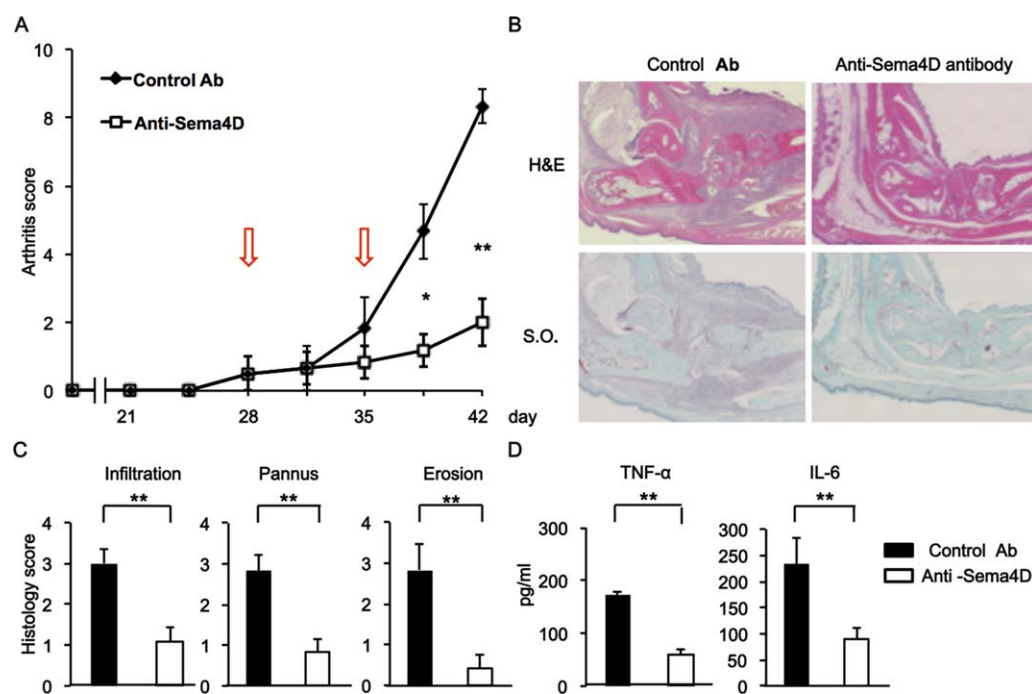 A
Arthritis score
10
8
6
4
2
0
Control Ab
Anti-Sema4D
*
**
21 28 35 42 day
B
Control Ab Anti-Sema4D antibody
H&E
S.O.
C
Histology score
Infiltration Pannus Erosion
** ** **
4 4 4
3 3 3
2 2 2
1 1 1
0 0 0
D
TNF-α IL-6
** **
pg/ml
300
200
100
0
300
250
200
150
100
50
0
Control Ab
Anti -Sema4D